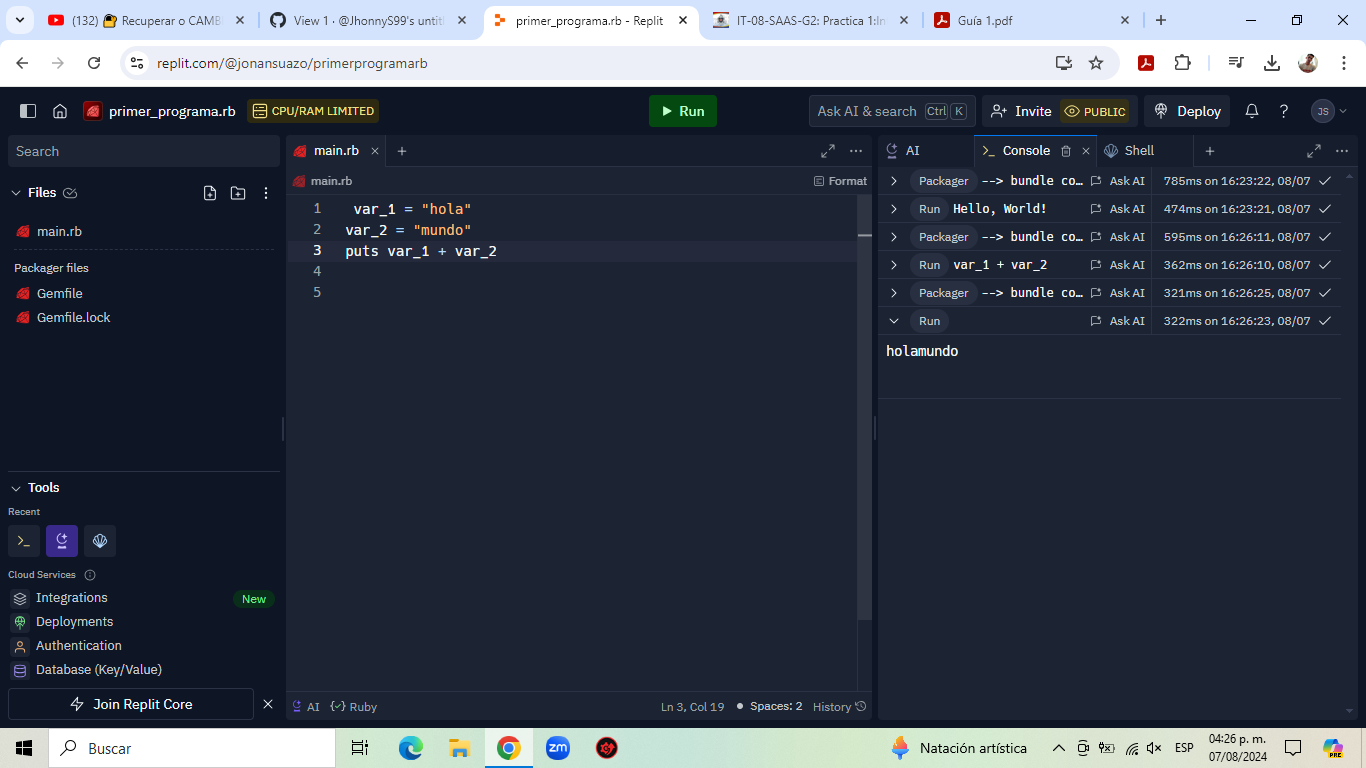 (132) Recuperar o CAMB
View 1 · @JhonnyS99's untitl
primer_programa.rb - Replit
IT-08-SAAS-G2: Practica 1:In
Guía 1.pdf
replit.com/@jonansuazo/primerprogramarb
primer_programa.rb
CPU/RAM LIMITED
Run
Ask AI & search Ctrl K
Invite
PUBLIC
Deploy
JS
Search
Files
main.rb
Packager files
Gemfile
Gemfile.lock
Tools
Recent
Cloud Services
Integrations New
Deployments
Authentication
Database (Key/Value)
Join Replit Core
main.rb
main.rb
Format
1 var_1 = "hola"
2 var_2 = "mundo"
3 puts var_1 + var_2
4
5
AI
Ruby
Ln 3, Col 19
Spaces: 2
History
AI
Console
Shell
Packager --> bundle co… Ask AI 785ms on 16:23:22, 08/07
Run Hello, World! Ask AI 474ms on 16:23:21, 08/07
Packager --> bundle co… Ask AI 595ms on 16:26:11, 08/07
Run var_1 + var_2 Ask AI 362ms on 16:26:10, 08/07
Packager --> bundle co… Ask AI 321ms on 16:26:25, 08/07
Run Ask AI 322ms on 16:26:23, 08/07
holamundo
Buscar
zm
Natación artística
ESP
04:26 p. m.
07/08/2024
PRE